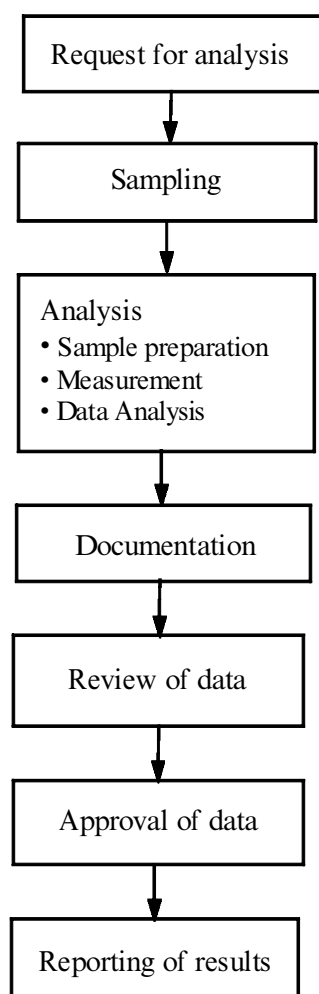 Request for analysis
Sampling
Analysis
• Sample preparation
• Measurement
• Data Analysis
Documentation
Review of data
Approval of data
Reporting of results